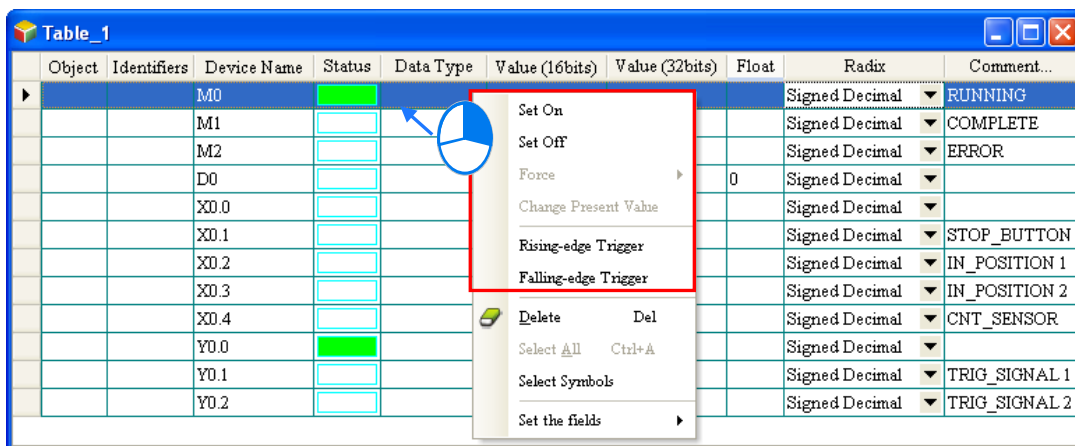 Table_1
Object Identifiers Device Name Status Data Type Value (16bits) Value (32bits) Float Radix Comment...
M0 Signed Decimal RUNNING
M1 Signed Decimal COMPLETE
M2 Signed Decimal ERROR
D0 0 Signed Decimal
X0.0 Signed Decimal
X0.1 Signed Decimal STOP_BUTTON
X0.2 Signed Decimal IN_POSITION 1
X0.3 Signed Decimal IN_POSITION 2
X0.4 Signed Decimal CNT_SENSOR
Y0.0 Signed Decimal
Y0.1 Signed Decimal TRIG_SIGNAL 1
Y0.2 Signed Decimal TRIG_SIGNAL 2
Set On
Set Off
Force
Change Present Value
Rising-edge Trigger
Falling-edge Trigger
Delete Del
Select All Ctrl+A
Select Symbols
Set the fields